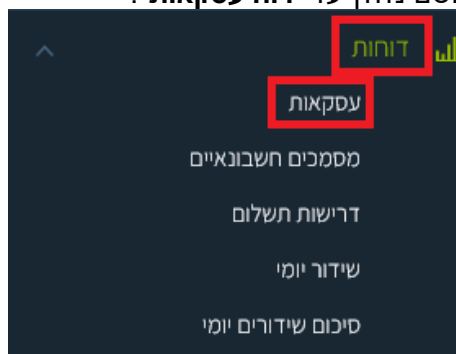 דוחות
עסקאות
מסמכים חשבונאיים
דרישות תשלום
שידור יומי
סיכום שידורים יומי